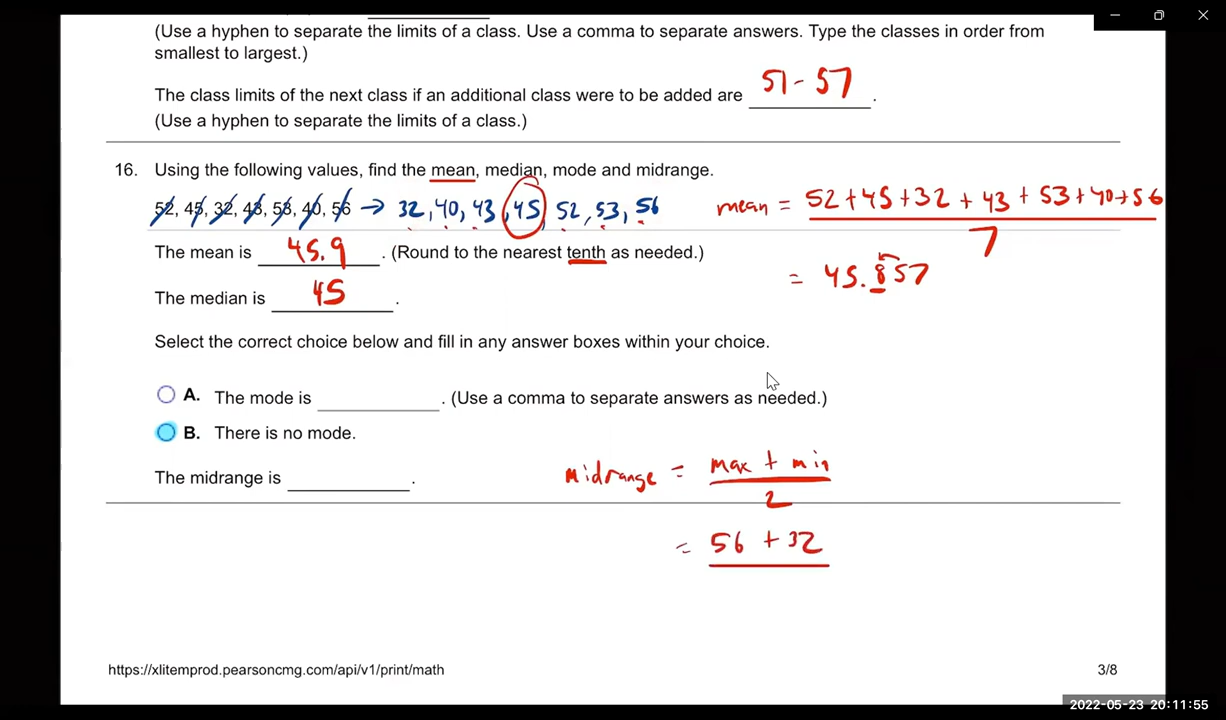 (Use a hyphen to separate the limits of a class. Use a comma to separate answers. Type the classes in order from
smallest to largest.)
The class limits of the next class if an additional class were to be added are 51-57.
(Use a hyphen to separate the limits of a class.)
16. Using the following values, find the mean, median, mode and midrange.
52, 45, 32, 43, 53, 40, 56 → 32, 40, 43, 45, 52, 53, 56
mean = 52+45+32+43+53+40+56
7
= 45.857
The mean is 45.9. (Round to the nearest tenth as needed.)
The median is 45.
Select the correct choice below and fill in any answer boxes within your choice.
A. The mode is ________. (Use a comma to separate answers as needed.)
B. There is no mode.
The midrange is ________.
midrange = max + min
2
= 56 + 32
https://xlitemprod.pearsoncmg.com/api/v1/print/math
3/8
2022-05-23 20:11:55